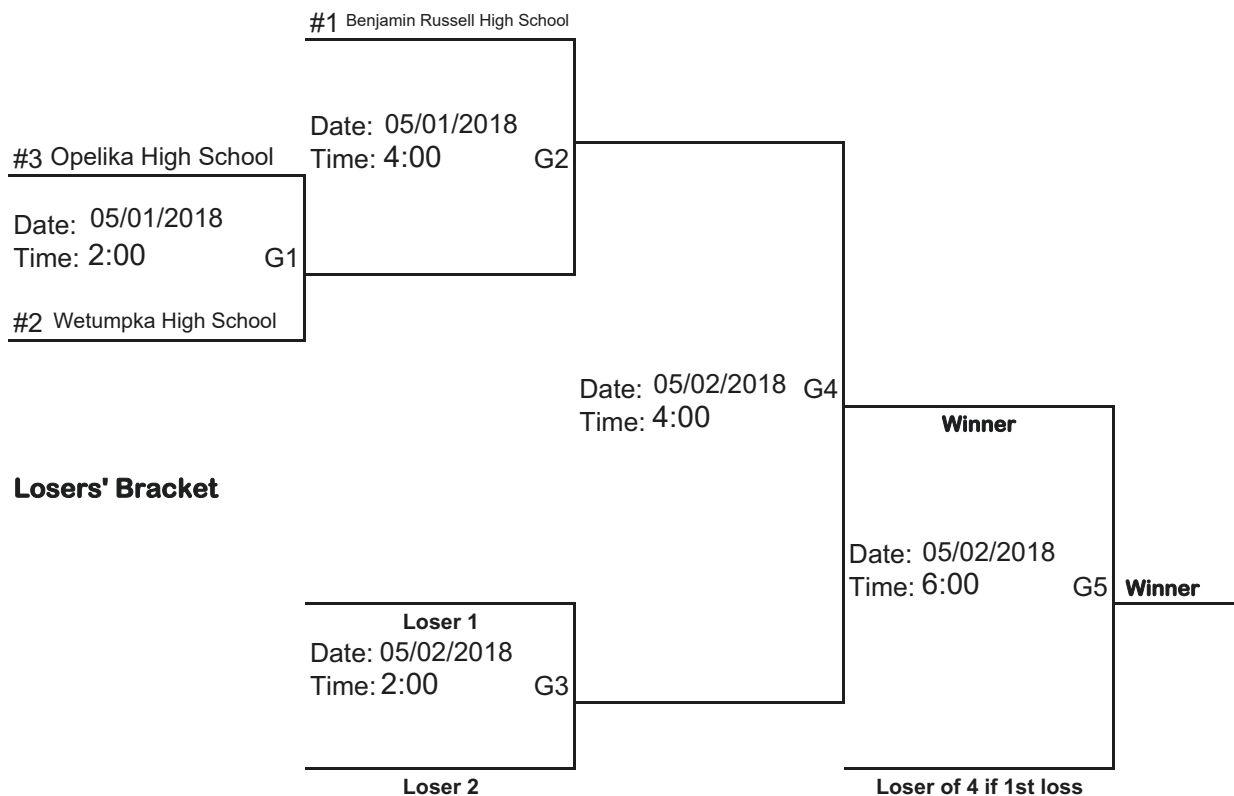 #1 Benjamin Russell High School
Date: 05/01/2018
Time: 4:00 G2
#3 Opelika High School
Date: 05/01/2018
Time: 2:00 G1
#2 Wetumpka High School
Date: 05/02/2018 G4
Time: 4:00
Winner
Losers' Bracket
Date: 05/02/2018
Time: 6:00 G5 Winner
Loser 1
Date: 05/02/2018
Time: 2:00 G3
Loser 2
Loser of 4 if 1st loss